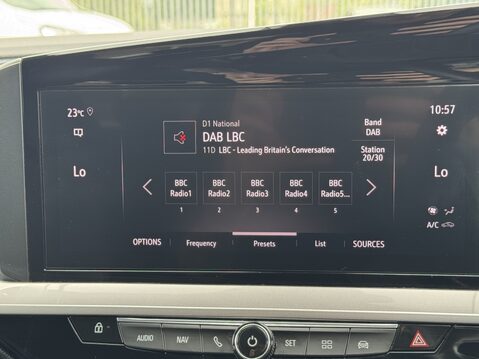 23°C
10:57
D1 National
DAB LBC
11D LBC - Leading Britain's Conversation
Band
DAB
Station
20/30
Lo
Lo
BBC Radio1
BBC Radio2
BBC Radio3
BBC Radio4
BBC Radio5...
1 2 3 4 5
A/C
OPTIONS Frequency Presets List SOURCES
AUDIO NAV SET